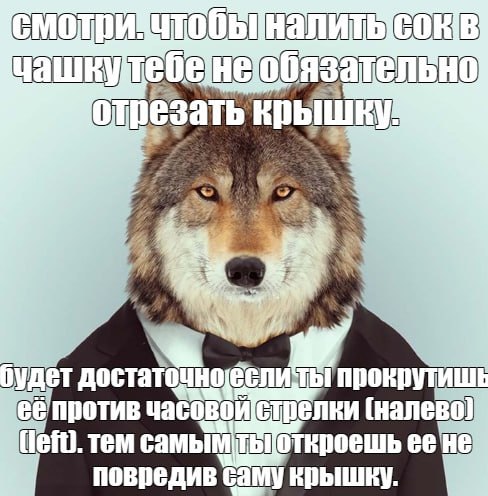 смотри. чтобы налить сок в
чашку тебе не обязательно
отрезать крышку.
будет достаточно если ты прокрутишь
её против часовой стрелки (налево)
(left). тем самым ты откроешь ее не
повредив саму крышку.